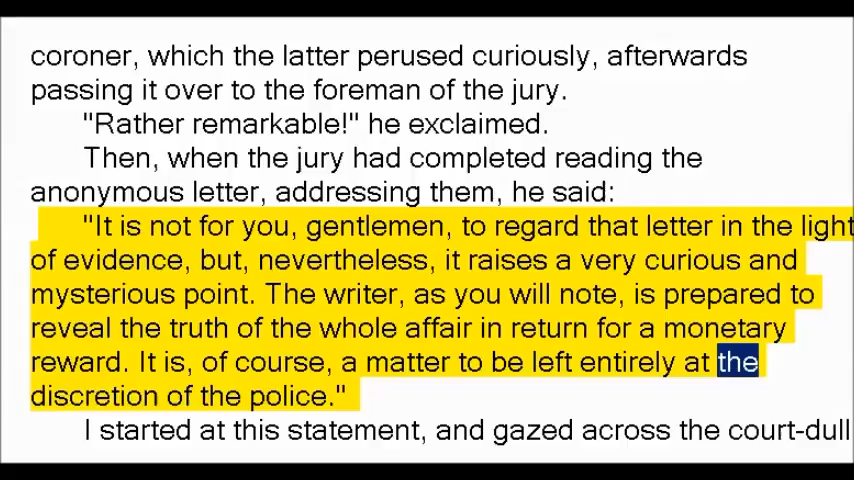 coroner, which the latter perused curiously, afterwards
passing it over to the foreman of the jury.
"Rather remarkable!" he exclaimed.
Then, when the jury had completed reading the
anonymous letter, addressing them, he said:
"It is not for you, gentlemen, to regard that letter in the light
of evidence, but, nevertheless, it raises a very curious and
mysterious point. The writer, as you will note, is prepared to
reveal the truth of the whole affair in return for a monetary
reward. It is, of course, a matter to be left entirely at the
discretion of the police."
I started at this statement, and gazed across the court-dull